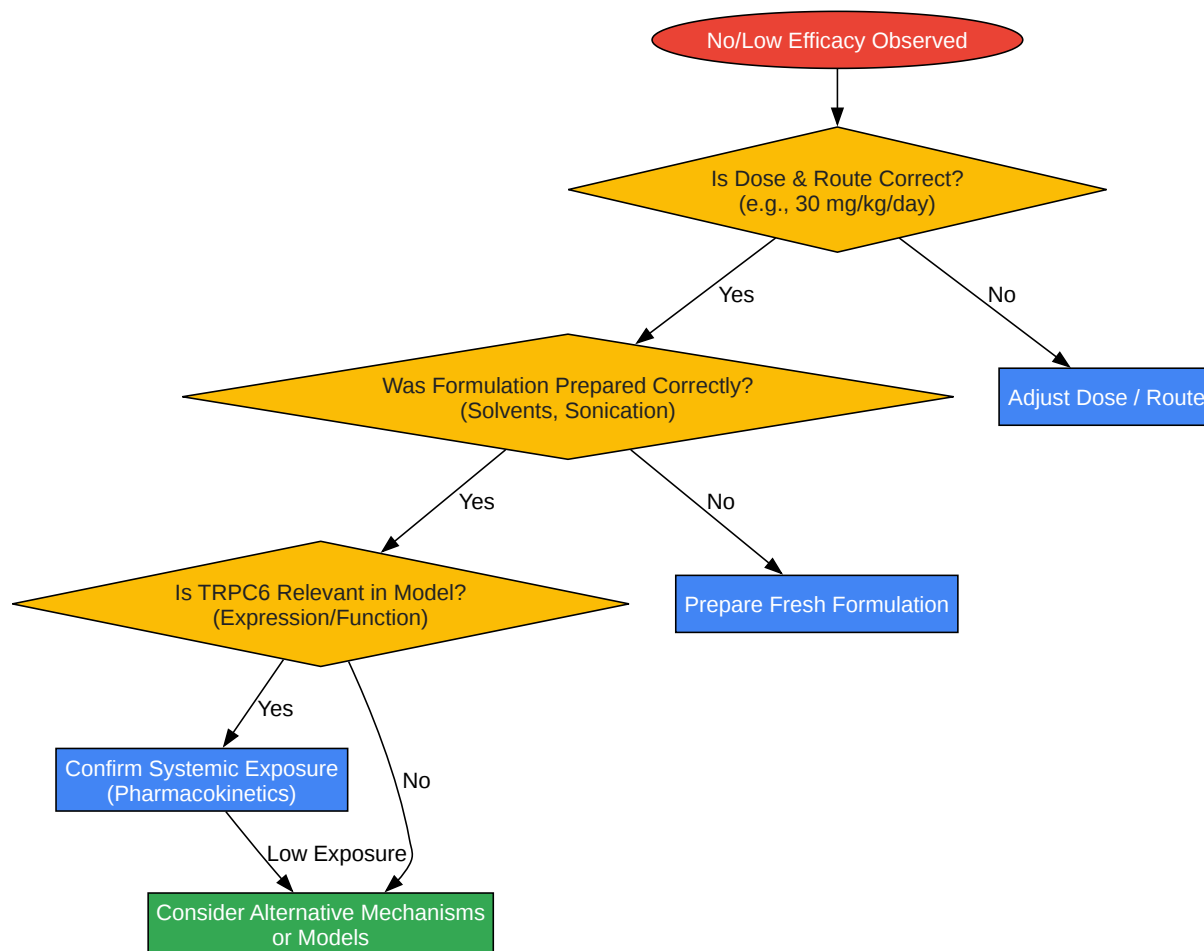 No/Low Efficacy Observed
Is Dose & Route Correct?
(e.g., 30 mg/kg/day)
Yes
No
Was Formulation Prepared Correctly?
(Solvents, Sonication)
Adjust Dose / Route
Yes
No
Is TRPC6 Relevant in Model?
(Expression/Function)
Prepare Fresh Formulation
Yes
No
Confirm Systemic Exposure
(Pharmacokinetics)
Low Exposure
Consider Alternative Mechanisms
or Models